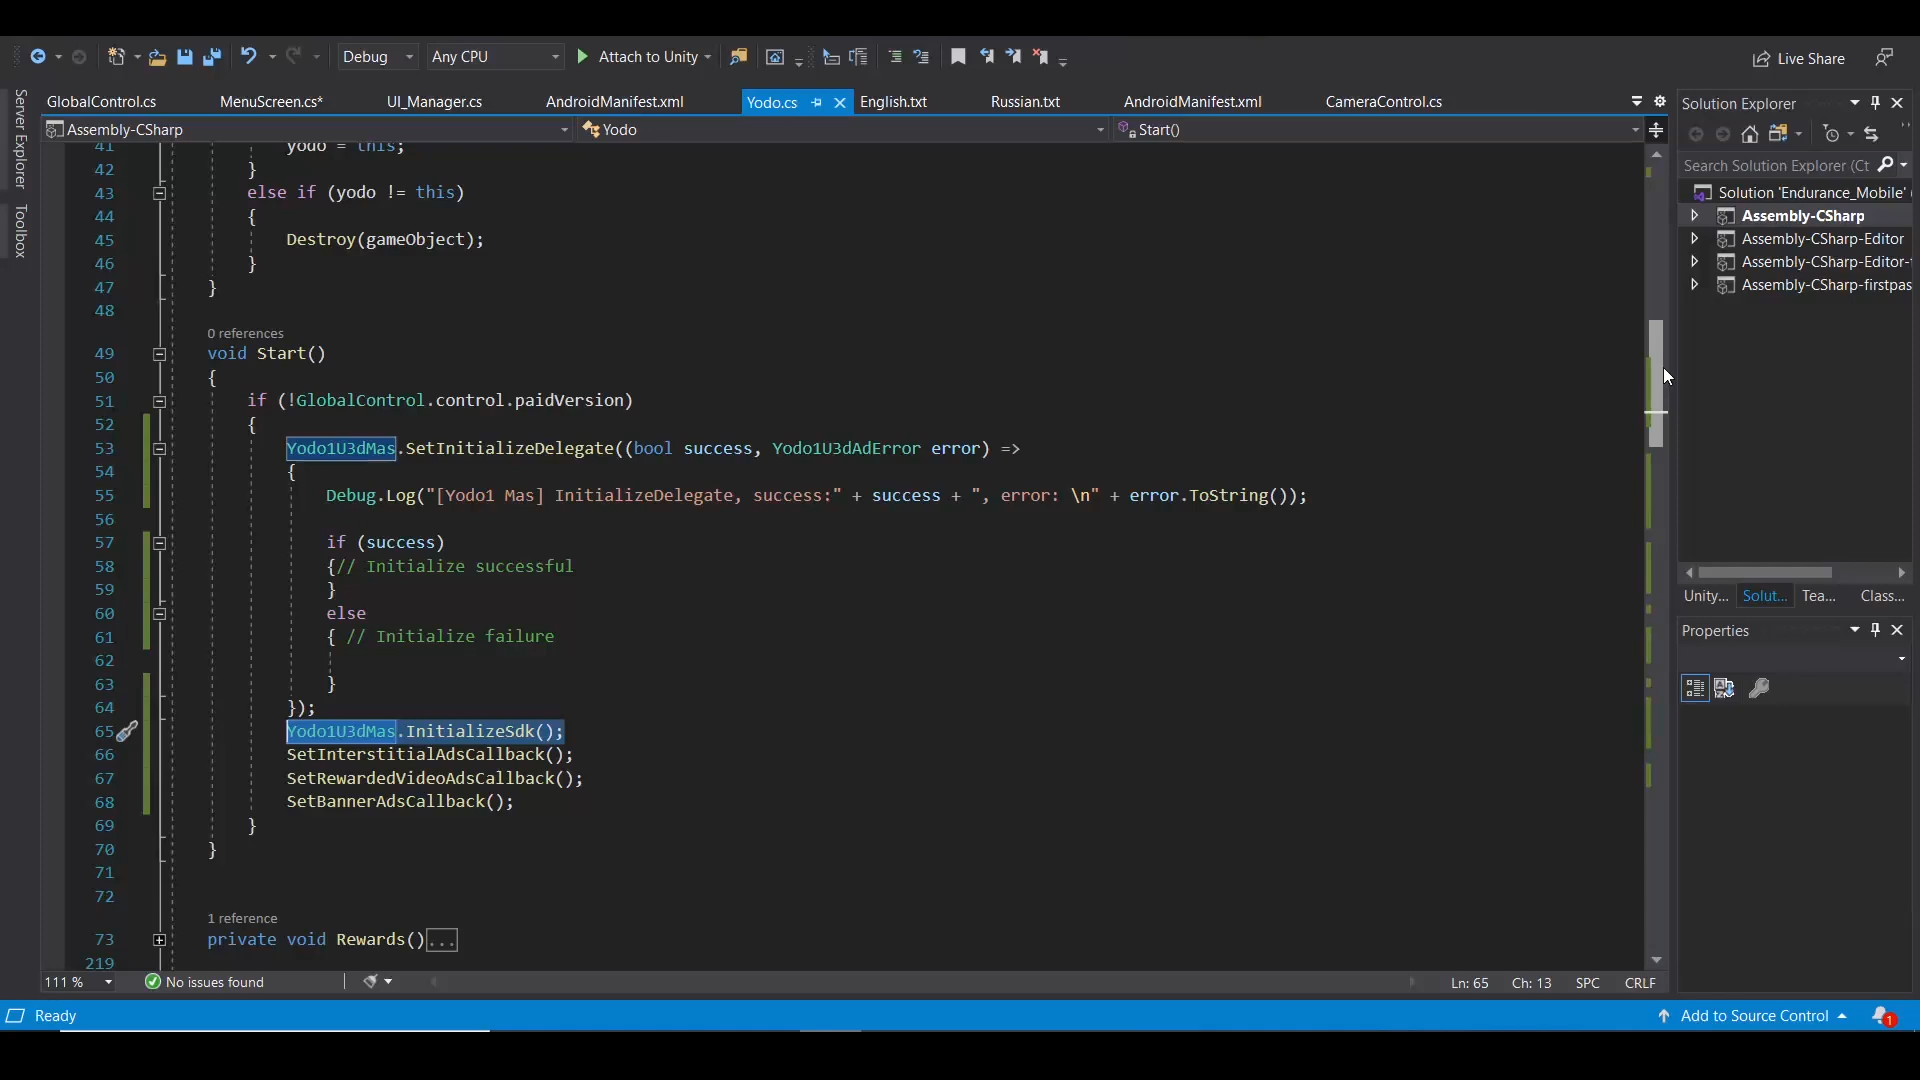 Debug
Any CPU
Attach to Unity
Live Share
Server Explorer
Toolbox
GlobalControl.cs
MenuScreen.cs*
UI_Manager.cs
AndroidManifest.xml
Yodo.cs
English.txt
Russian.txt
AndroidManifest.xml
CameraControl.cs
Assembly-CSharp
Yodo
Start()
41 yodo = this;
42 }
43 else if (yodo != this)
44 {
45 Destroy(gameObject);
46 }
47 }
48
0 references
49 void Start()
50 {
51 if (!GlobalControl.control.paidVersion)
52 {
53 Yodo1U3dMas.SetInitializeDelegate((bool success, Yodo1U3dAdError error) =>
54 {
55 Debug.Log("[Yodo1 Mas] InitializeDelegate, success:" + success + ", error: \n" + error.ToString());
56
57 if (success)
58 {// Initialize successful
59 }
60 else
61 { // Initialize failure
62
63 }
64 });
65 Yodo1U3dMas.InitializeSdk();
66 SetInterstitialAdsCallback();
67 SetRewardedVideoAdsCallback();
68 SetBannerAdsCallback();
69 }
70 }
71
72
1 reference
73 private void Rewards()...
219
111 %
No issues found
Ln: 65
Ch: 13
SPC
CRLF
Ready
Add to Source Control
1
Solution Explorer
Search Solution Explorer (Ct
Solution 'Endurance_Mobile' (
Assembly-CSharp
Assembly-CSharp-Editor
Assembly-CSharp-Editor-
Assembly-CSharp-firstpas
Unity...
Solut...
Tea...
Class...
Properties